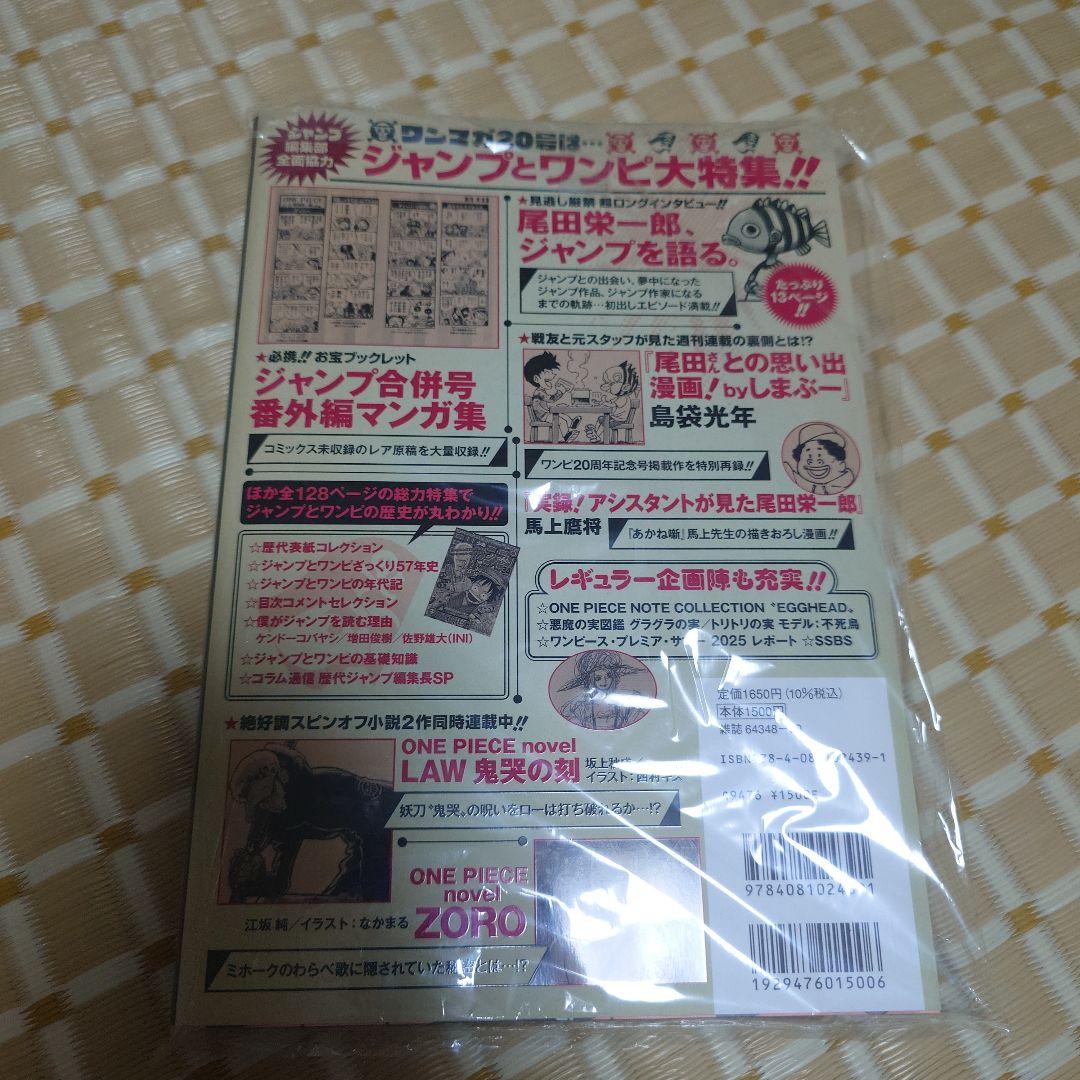 ジャンプ
編集部
全面協力
ワンマガ20号は…
ジャンプとワンピ大特集!!
ONE PIECE
★必携!! お宝ブックレット
ジャンプ合併号
番外編マンガ集
コミックス未収録のレア原稿を大量収録!!
ほか全128ページの総力特集で
ジャンプとワンピの歴史が丸わかり!!
☆歴代表紙コレクション
☆ジャンプとワンピざっくり57年史
☆ジャンプとワンピの年代記
☆目次コメントセレクション
☆僕がジャンプを読む理由
ケンドーコバヤシ/増田俊樹/佐野雄大(INI)
☆ジャンプとワンピの基礎知識
☆コラム通信 歴代ジャンプ編集長SP
★見逃し厳禁 超ロングインタビュー!!
尾田栄一郎、
ジャンプを語る。
ジャンプとの出会い、夢中になった
ジャンプ作品、ジャンプ作家になる
までの軌跡…初出しエピソード満載!!
たっぷり
13ページ
!!
★戦友と元スタッフが見た週刊連載の裏側とは!?
『尾田さんとの思い出
漫画! byしまぶー』
島袋光年
ワンピ20周年記念号掲載作を特別再録!!
『実録! アシスタントが見た尾田栄一郎』
馬上鷹将
『あかね噺』馬上先生の描きおろし漫画!!
レギュラー企画陣も充実!!
☆ONE PIECE NOTE COLLECTION “EGGHEAD„
☆悪魔の実図鑑 グラグラの実/トリトリの実 モデル:不死鳥
☆ワンピース・プレミア・サマー 2025 レポート ☆SSBS
★絶好調スピンオフ小説2作同時連載中!!
ONE PIECE novel
LAW 鬼哭の刻
坂上秋成/
イラスト:西村キヌ
妖刀“鬼哭„の呪いをローは打ち破れるか…!?
ONE PIECE
novel
ZORO
江坂 純/イラスト:なかまる
ミホークのわらべ歌に隠されていた秘密とは…!?
定価1650円(10%税込)
本体1500円
雑誌 64348-
ISBN978-4-08-102439-1
C9476 ¥1500E
9784081024391
1929476015006